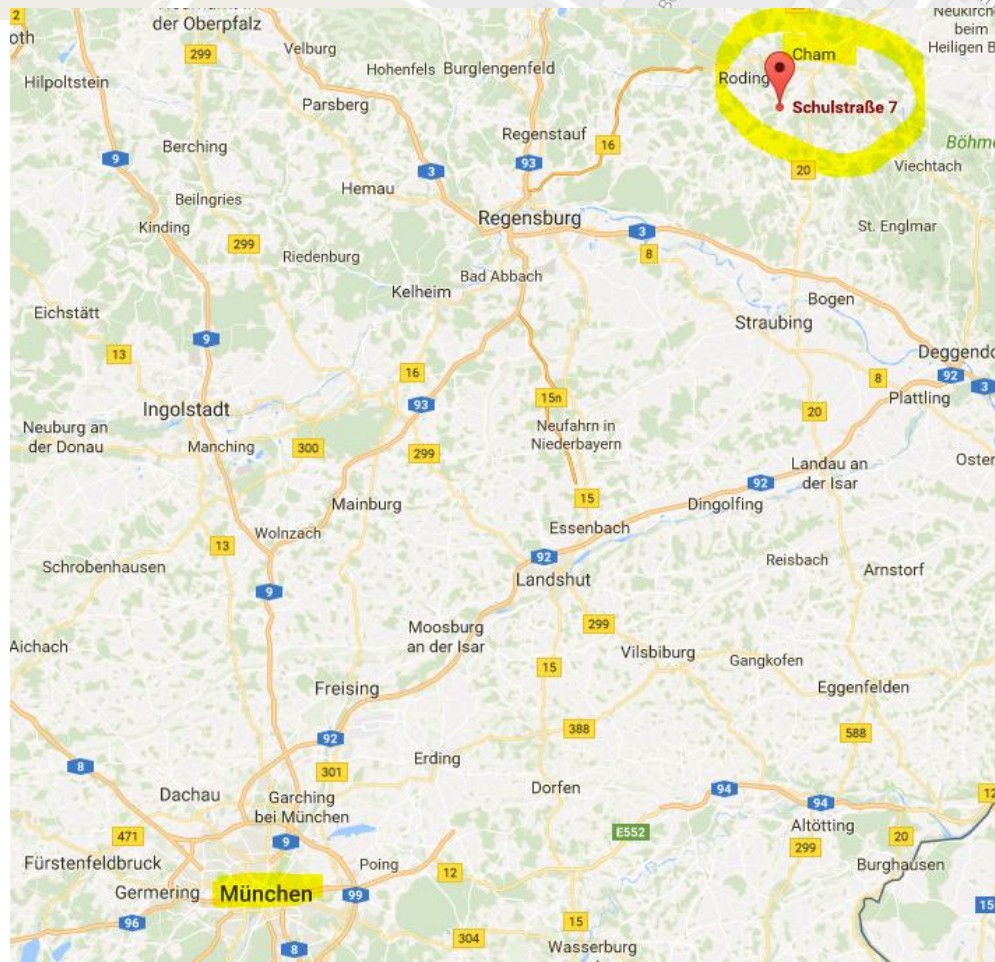 der Oberpfalz
2
Velburg
299
Cham
beim
Heiligen B
Hilpoltstein
Hohenfels
Burglengenfeld
Roding
Parsberg
Schulstraße 7
Regenstauf
16
Berching
9
93
3
20
Viechtach
Böhme
Hemau
Beilngries
Regensburg
Kinding
299
3
St. Englmar
Riedenburg
8
Bad Abbach
Kelheim
Bogen
Eichstätt
Straubing
9
13
Deggendo
16
92
3
8
15n
93
Plattling
Ingolstadt
20
Neuburg an
der Donau
Manching
300
299
Neufahrn in
Niederbayern
Landau an
der Isar
Oster
92
15
Dingolfing
Mainburg
Essenbach
Wolnzach
13
92
Reisbach
Schrobenhausen
Landshut
Arnstorf
9
299
Moosburg
an der Isar
Aichach
Vilsbiburg
15
Gangkofen
Freising
Eggenfelden
388
588
92
Erding
8
301
Dorfen
94
12
Dachau
Garching
bei München
94
Altötting
471
9
E552
20
299
Fürstenfeldbruck
Poing
12
Burghausen
Germering
München
99
15
96
15
304
8
Wasserburg